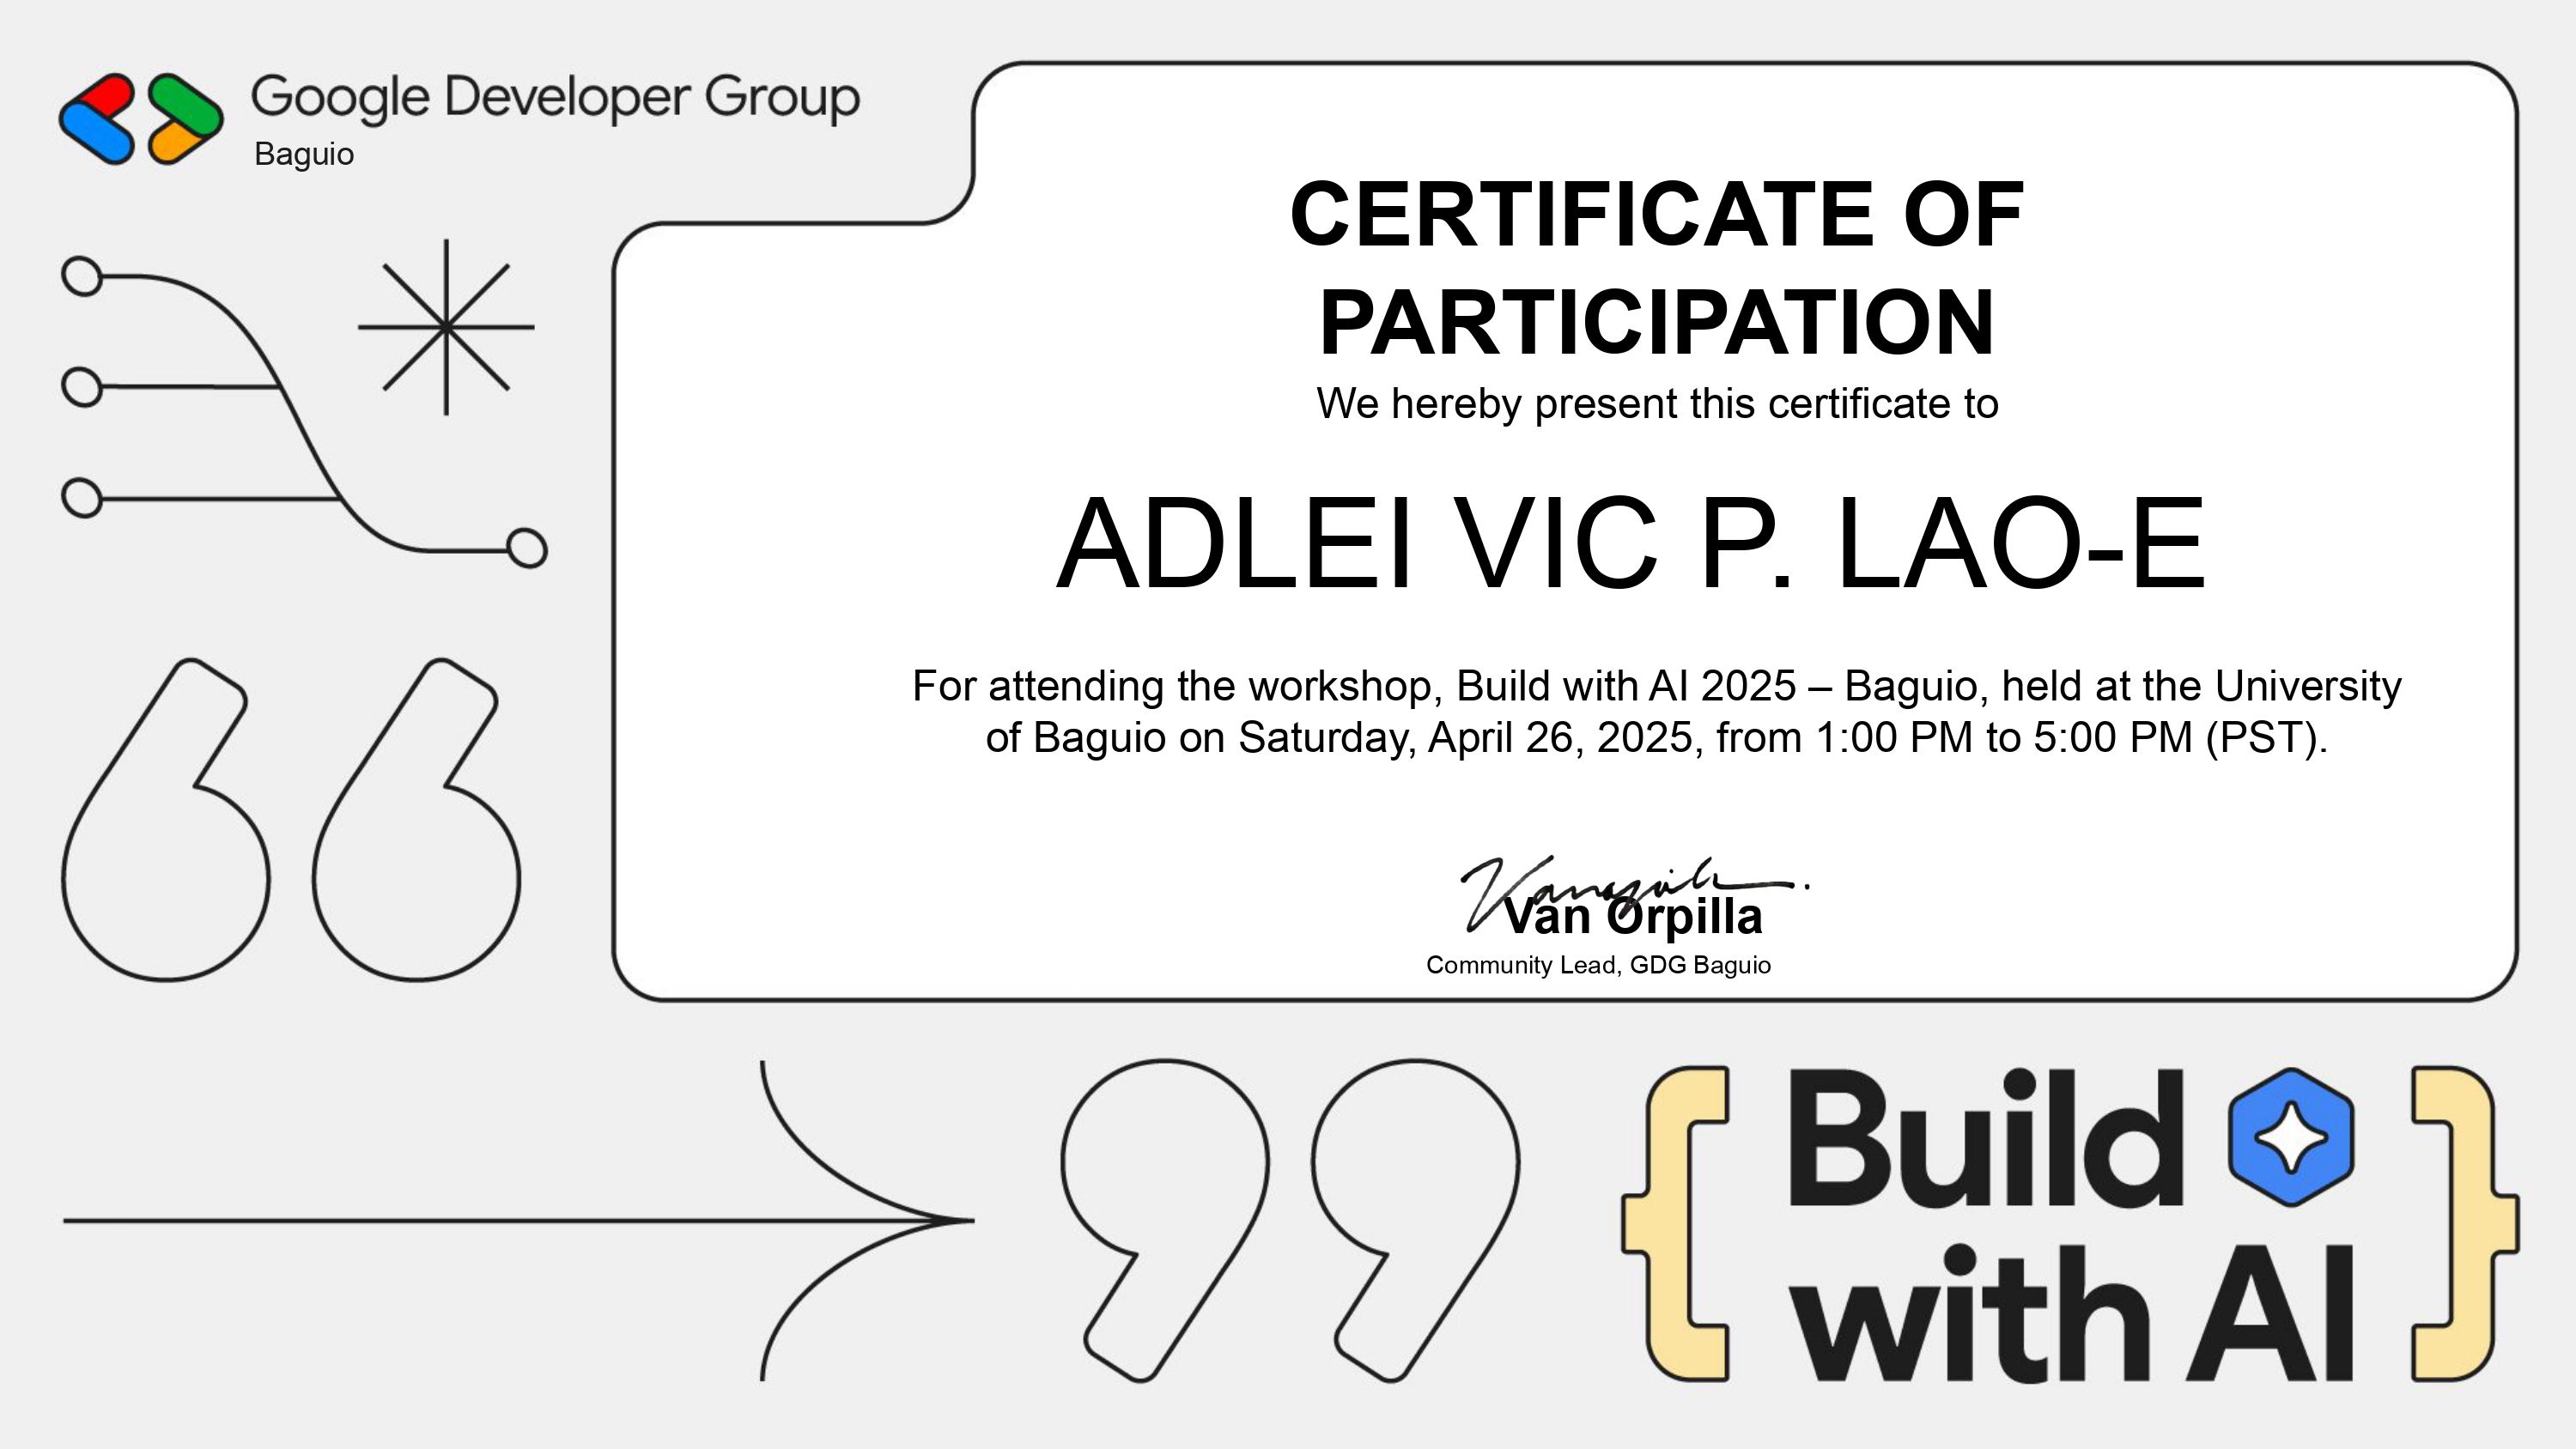 Google Developer Group
Baguio
CERTIFICATE OF
PARTICIPATION
We hereby present this certificate to
ADLEI VIC P. LAO-E
For attending the workshop, Build with AI 2025 – Baguio, held at the University
of Baguio on Saturday, April 26, 2025, from 1:00 PM to 5:00 PM (PST).
Van Orpilla
Community Lead, GDG Baguio
Build
with AI